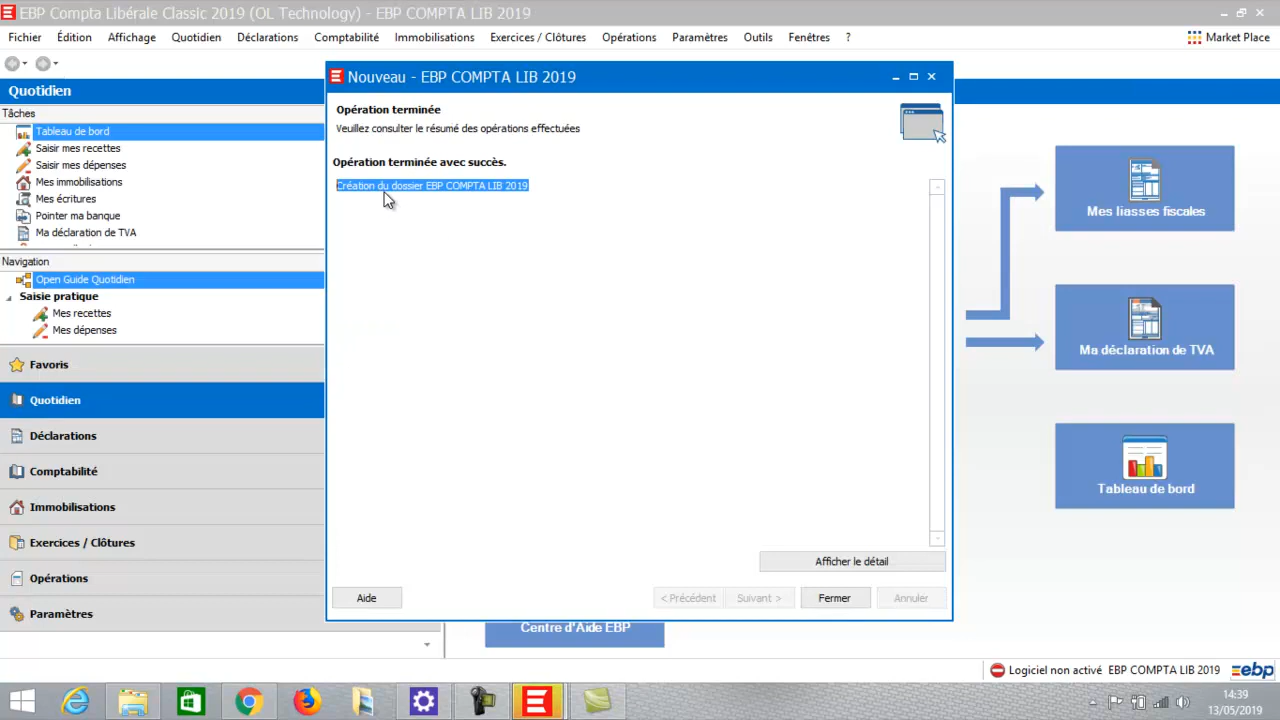 EBP Compta Libérale Classic 2019 (OL Technology) - EBP COMPTA LIB 2019
Fichier Édition Affichage Quotidien Déclarations Comptabilité Immobilisations Exercices / Clôtures Opérations Paramètres Outils Fenêtres ? Market Place
Quotidien
Tâches
Tableau de bord
Saisir mes recettes
Saisir mes dépenses
Mes immobilisations
Mes écritures
Pointer ma banque
Ma déclaration de TVA
Navigation
Open Guide Quotidien
Saisie pratique
Mes recettes
Mes dépenses
Favoris
Quotidien
Déclarations
Comptabilité
Immobilisations
Exercices / Clôtures
Opérations
Paramètres
Nouveau - EBP COMPTA LIB 2019
Opération terminée
Veuillez consulter le résumé des opérations effectuées
Opération terminée avec succès.
Création du dossier EBP COMPTA LIB 2019
Afficher le détail
Aide < Précédent Suivant > Fermer Annuler
Mes liasses fiscales
Ma déclaration de TVA
Tableau de bord
Centre d'Aide EBP
Logiciel non activé EBP COMPTA LIB 2019 ebp
14:39
13/05/2019